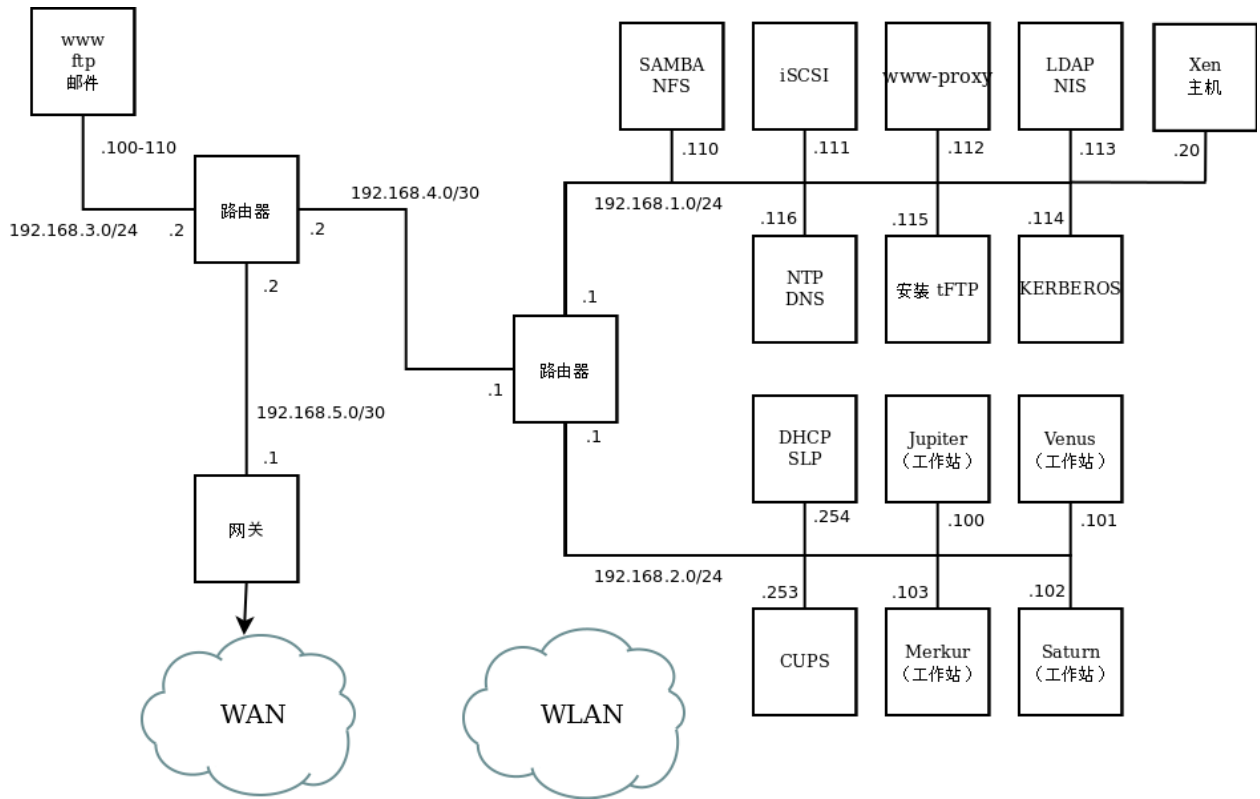 www
ftp
邮件
SAMBA
NFS
iSCSI
www-proxy
LDAP
NIS
Xen
主机
.100-110
.110
.111
.112
.113
.20
192.168.4.0/30
192.168.1.0/24
路由器
192.168.3.0/24
.2
.2
.116
.115
.114
.2
NTP
DNS
安装 tFTP
KERBEROS
.1
路由器
.1
.1
192.168.5.0/30
.1
DHCP
SLP
Jupiter
（工作站）
Venus
（工作站）
网关
.254
.100
.101
192.168.2.0/24
.253
.103
.102
CUPS
Merkur
（工作站）
Saturn
（工作站）
WAN
WLAN